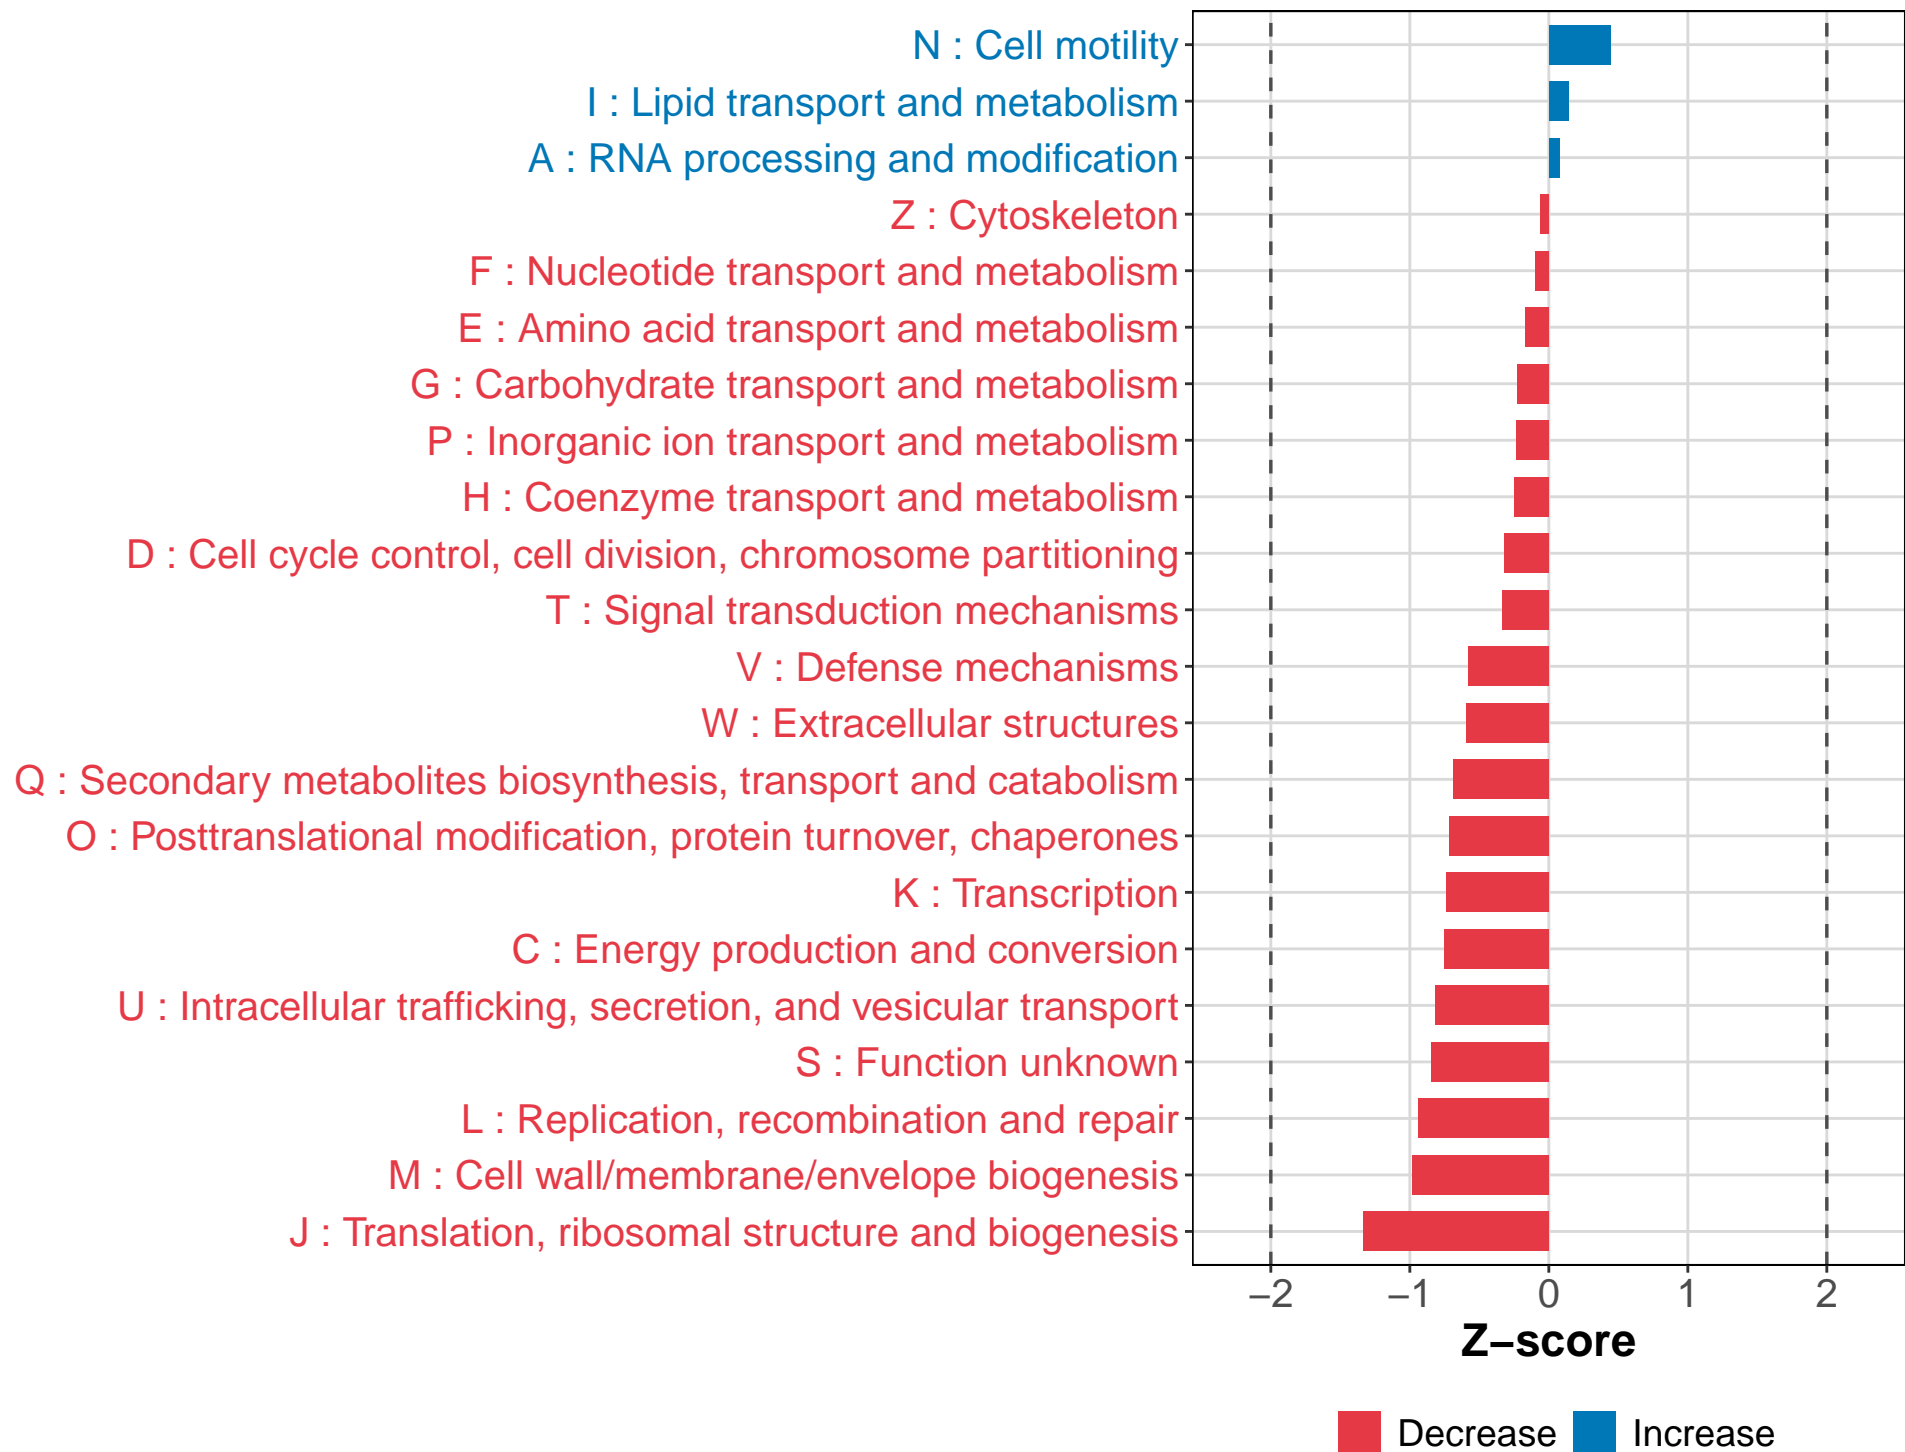 N : Cell motility
I : Lipid transport and metabolism
A : RNA processing and modification
Z : Cytoskeleton
F : Nucleotide transport and metabolism
E : Amino acid transport and metabolism
G : Carbohydrate transport and metabolism
P : Inorganic ion transport and metabolism
H : Coenzyme transport and metabolism
D : Cell cycle control, cell division, chromosome partitioning
T : Signal transduction mechanisms
V : Defense mechanisms
W : Extracellular structures
Q : Secondary metabolites biosynthesis, transport and catabolism
O : Posttranslational modification, protein turnover, chaperones
K : Transcription
C : Energy production and conversion
U : Intracellular trafficking, secretion, and vesicular transport
S : Function unknown
L : Replication, recombination and repair
M : Cell wall/membrane/envelope biogenesis
J : Translation, ribosomal structure and biogenesis
−2 −1 0 1 2
Z−score
Decrease Increase